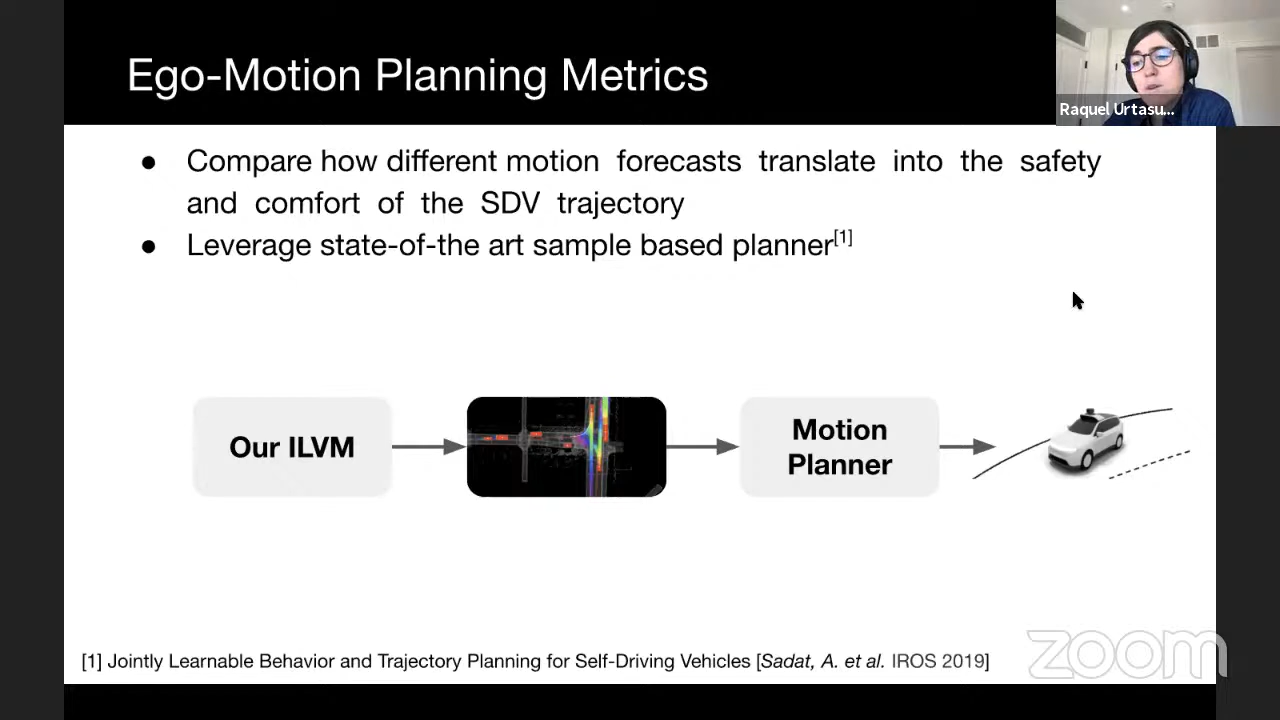 Ego-Motion Planning Metrics
Raquel Urtasu...
● Compare how different motion forecasts translate into the safety
and comfort of the SDV trajectory
● Leverage state-of-the art sample based planner[1]
Our ILVM
Motion
Planner
[1] Jointly Learnable Behavior and Trajectory Planning for Self-Driving Vehicles [Sadat, A. et al. IROS 2019]
zoom